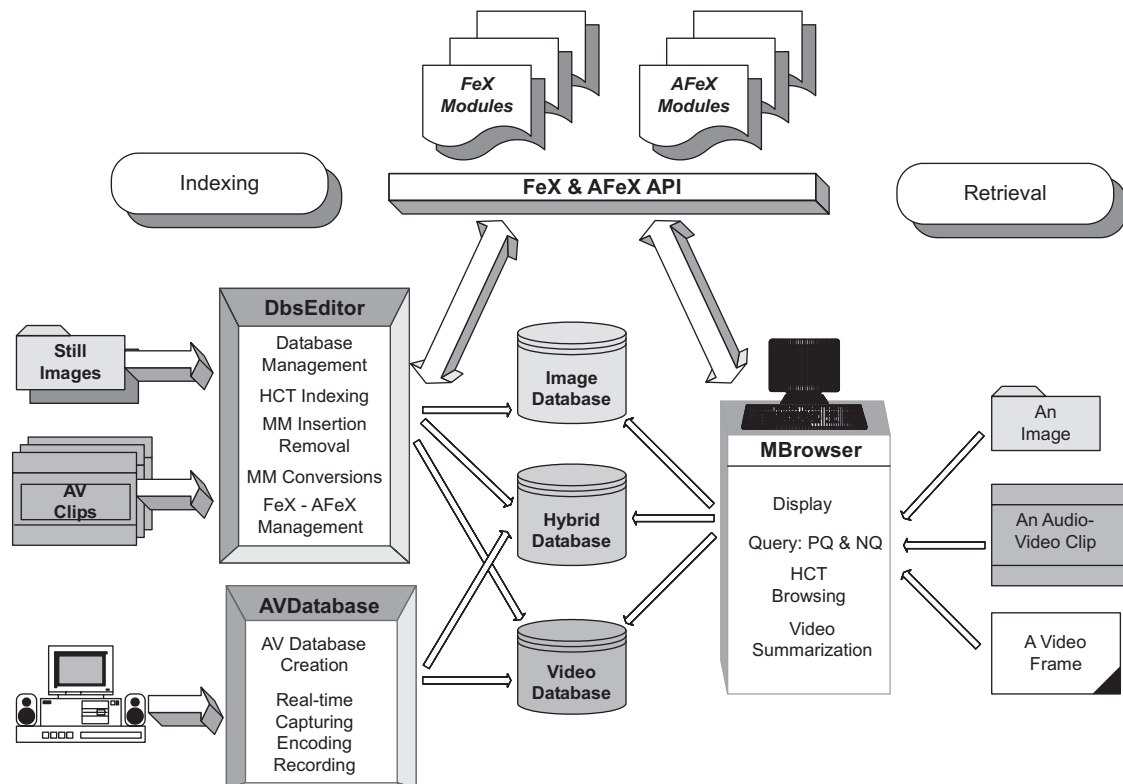 FeX
Modules
AFeX
Modules
Indexing
FeX & AFeX API
Retrieval
DbsEditor
Database
Management
HCT Indexing
MM Insertion
Removal
MM Conversions
FeX - AFeX
Management
Still
Images
AV
Clips
AVDatabase
AV Database
Creation
Real-time
Capturing
Encoding
Recording
Image
Database
Hybrid
Database
Video
Database
MBrowser
Display
Query: PQ & NQ
HCT
Browsing
Video
Summarization
An
Image
An Audio-
Video Clip
A Video
Frame